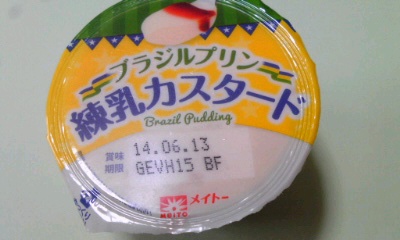 ブラジルプリン
練乳カスタード
Brazil Pudding
賞味 14.06.13
期限 GEVH15 BF
メイトー
MEITO